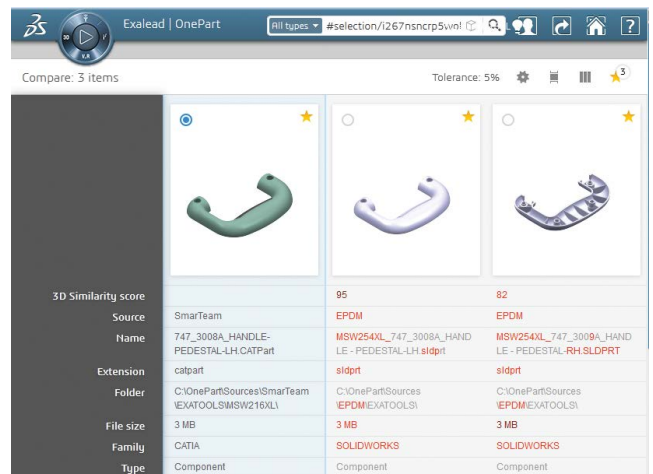 Exalead | OnePart
All types #selection/i267nsncrp5wo!
Compare: 3 items
Tolerance: 5%
3
3D Similarity score
95
82
Source
SmarTeam
EPDM
EPDM
Name
747_3008A_HANDLE-
PEDESTAL-LH.CATPart
MSW254XL_747_3008A_HAND
LE - PEDESTAL-LH.sldprt
MSW254XL_747_3009A_HAND
LE - PEDESTAL-RH.SLDPRT
Extension
catpart
sldprt
sldprt
Folder
C:\OnePart\Sources\SmarTeam
\EXATOOLS\MSW216XL\
C:\OnePart\Sources
\EPDM\EXATOOLS\
C:\OnePart\Sources
\EPDM\EXATOOLS\
File size
3 MB
3 MB
3 MB
Family
CATIA
SOLIDWORKS
SOLIDWORKS
Type
Component
Component
Component